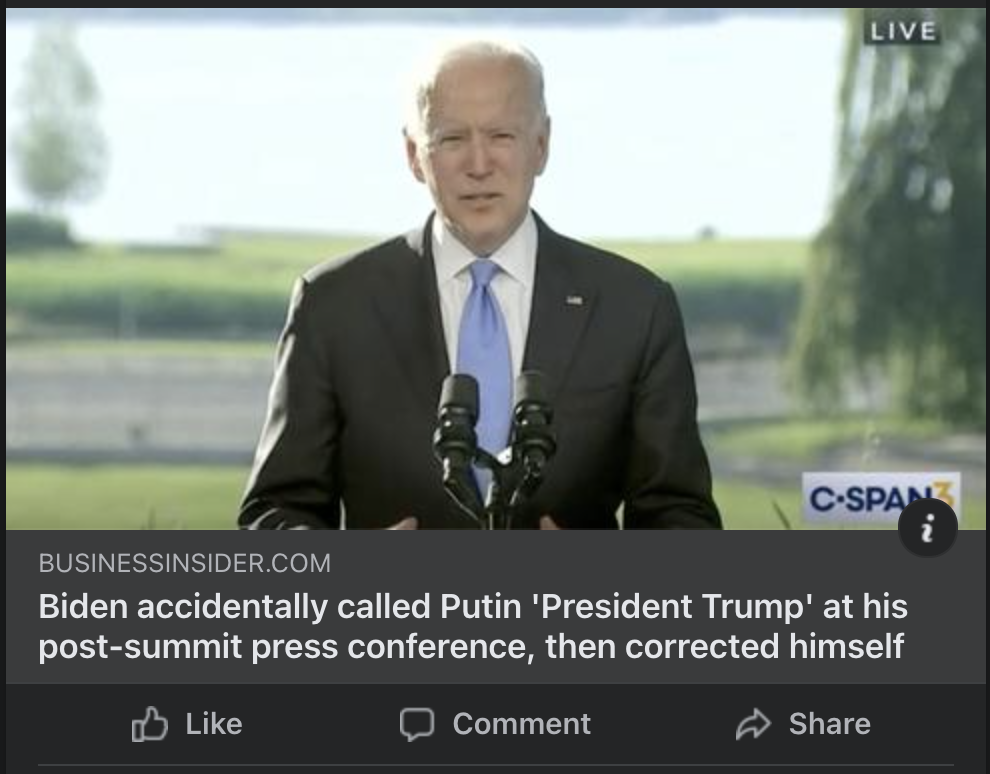 LIVE
C·SPAN3
BUSINESSINSIDER.COM
Biden accidentally called Putin 'President Trump' at his
post-summit press conference, then corrected himself
Like
Comment
Share